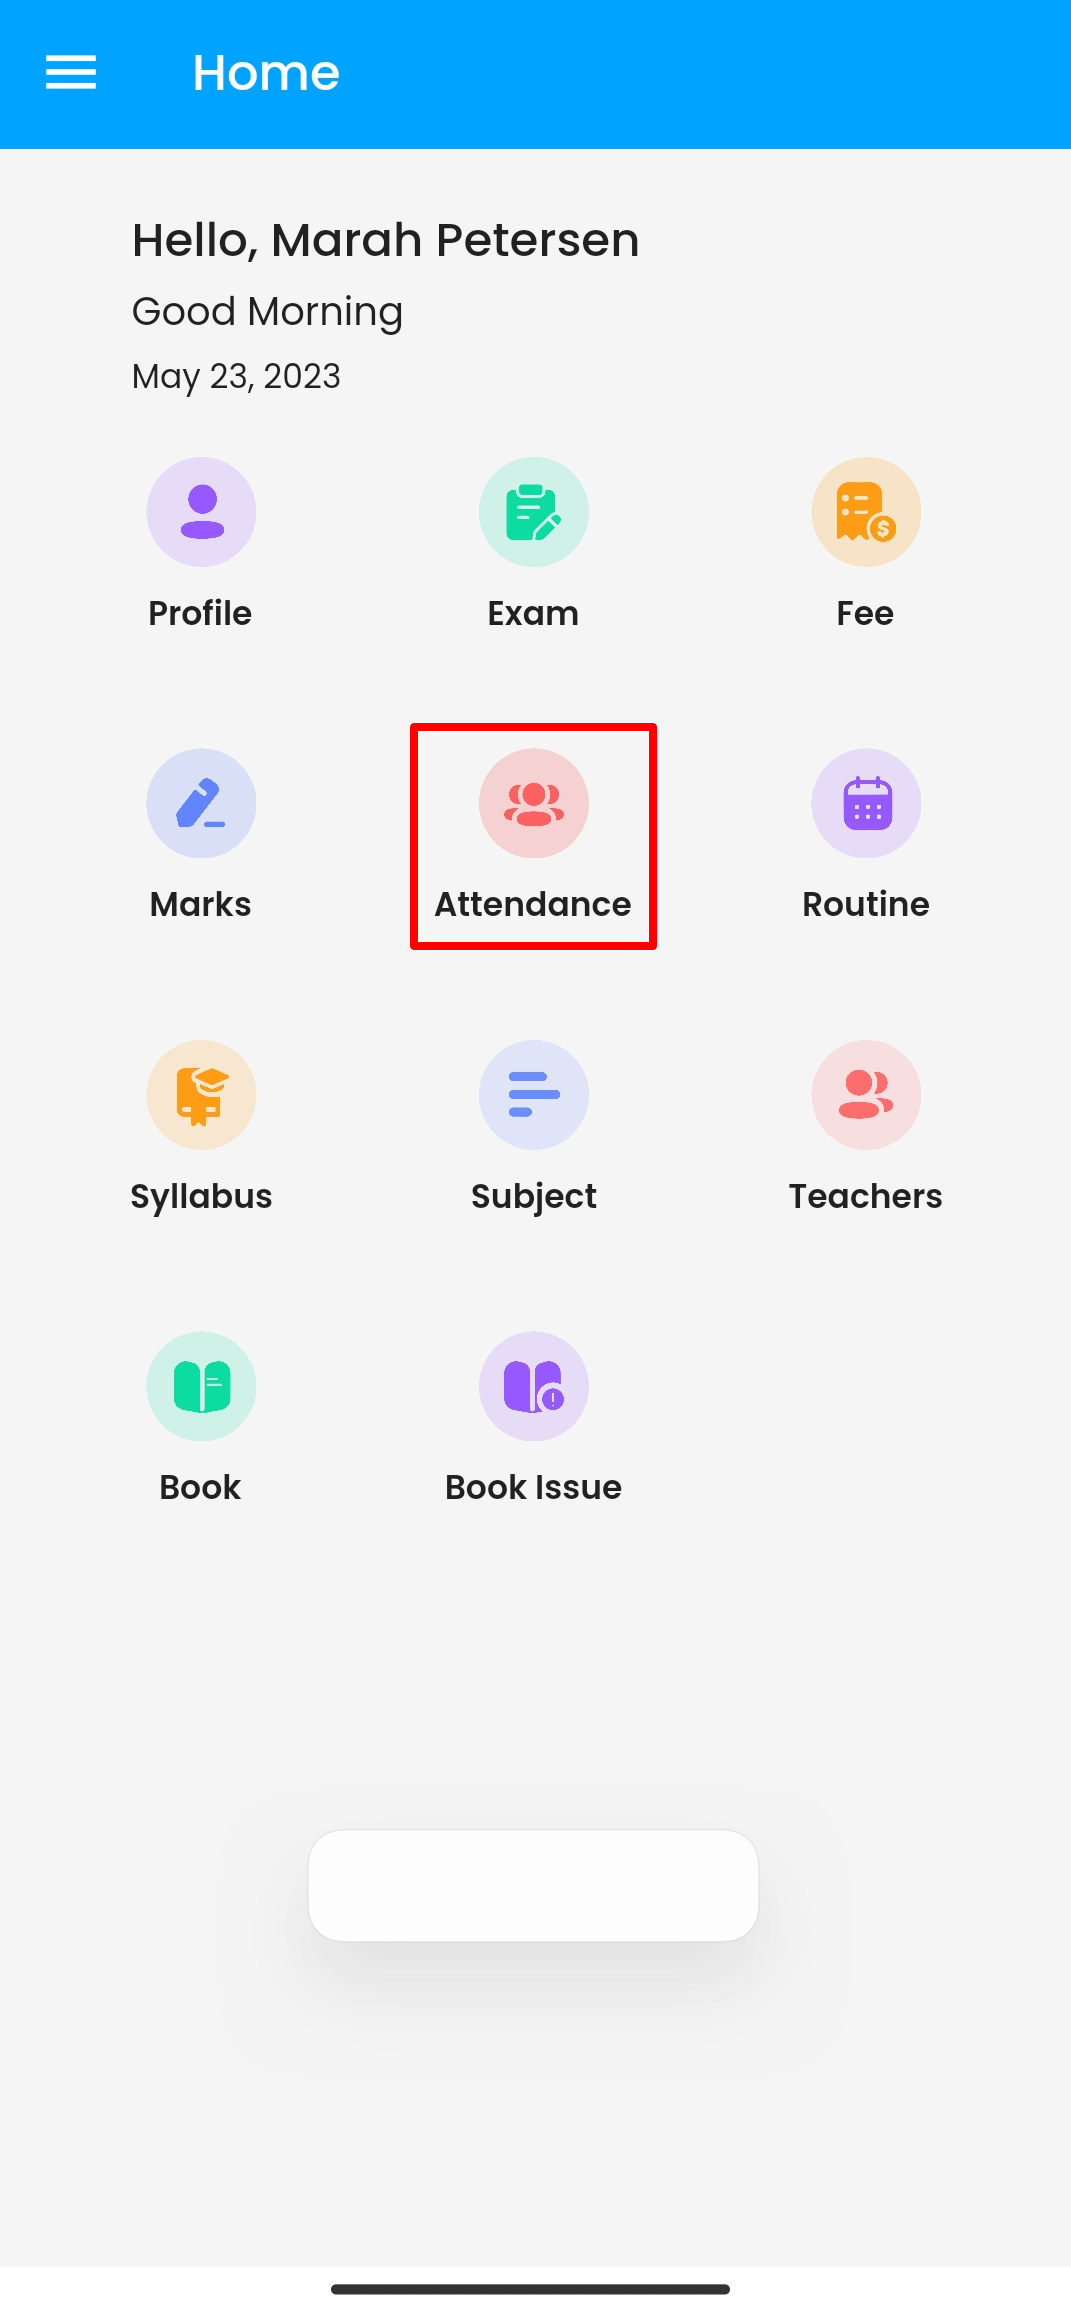 Home
Hello, Marah Petersen
Good Morning
May 23, 2023
Profile
Exam
Fee
Marks
Attendance
Routine
Syllabus
Subject
Teachers
Book
Book Issue